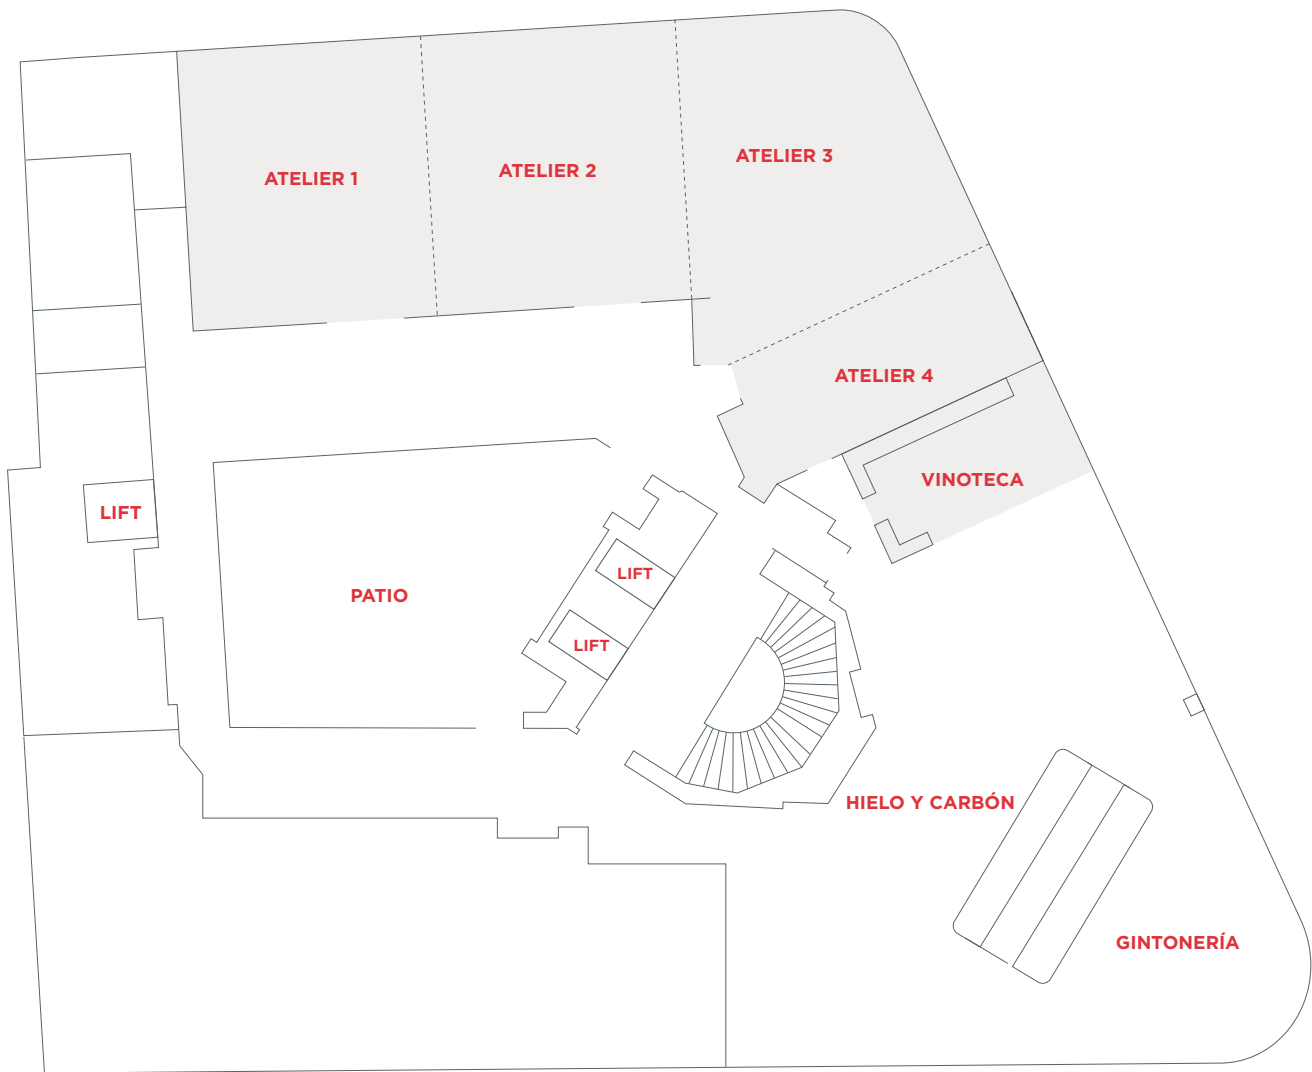 ATELIER 1
ATELIER 2
ATELIER 3
ATELIER 4
VINOTECA
LIFT
LIFT
PATIO
LIFT
HIELO Y CARBÓN
GINTONERÍA